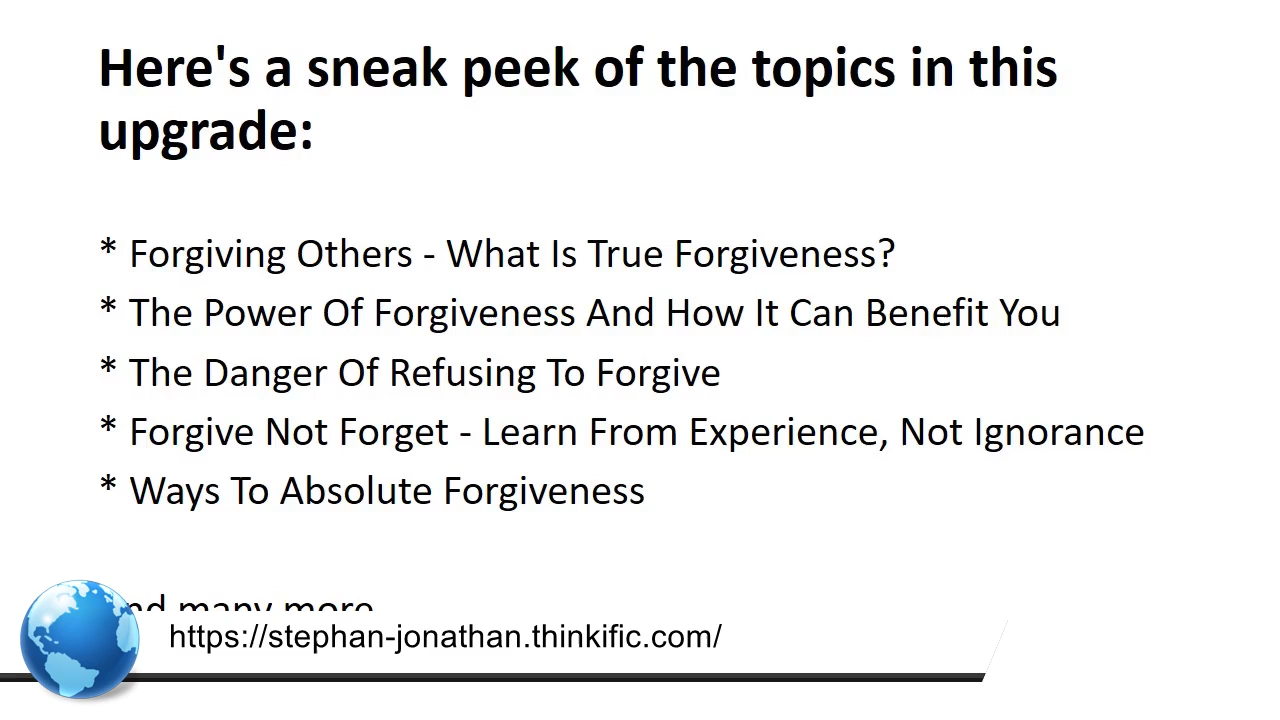 Here's a sneak peek of the topics in this
upgrade:
* Forgiving Others - What Is True Forgiveness?
* The Power Of Forgiveness And How It Can Benefit You
* The Danger Of Refusing To Forgive
* Forgive Not Forget - Learn From Experience, Not Ignorance
* Ways To Absolute Forgiveness
many more
https://stephan-jonathan.thinkific.com/